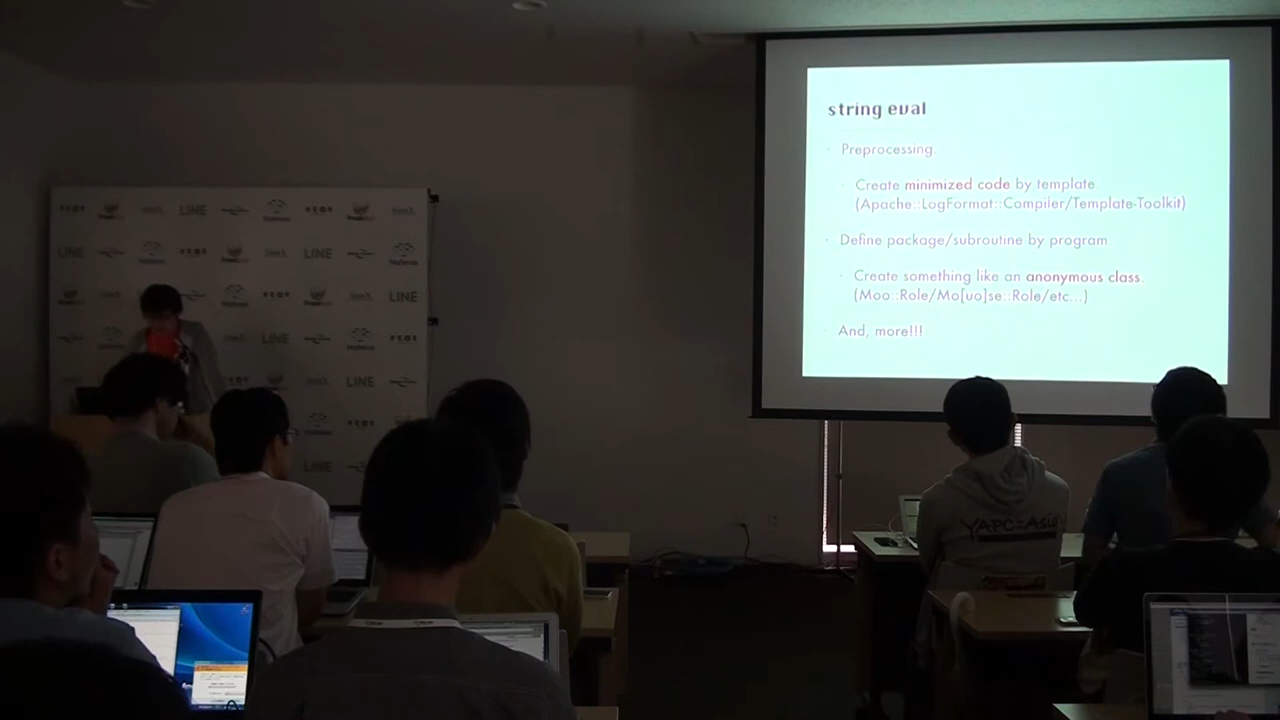 string eval
· Preprocessing.
· Create minimized code by template.
(Apache::LogFormat::Compiler/Template-Toolkit)
· Define package/subroutine by program
· Create something like an anonymous class.
(Moo::Role/Mo[uo]se::Role/etc...)
· And, more!!!
LINE
LINE
LINE
LINE
LINE
LINE
YAPC::Asia